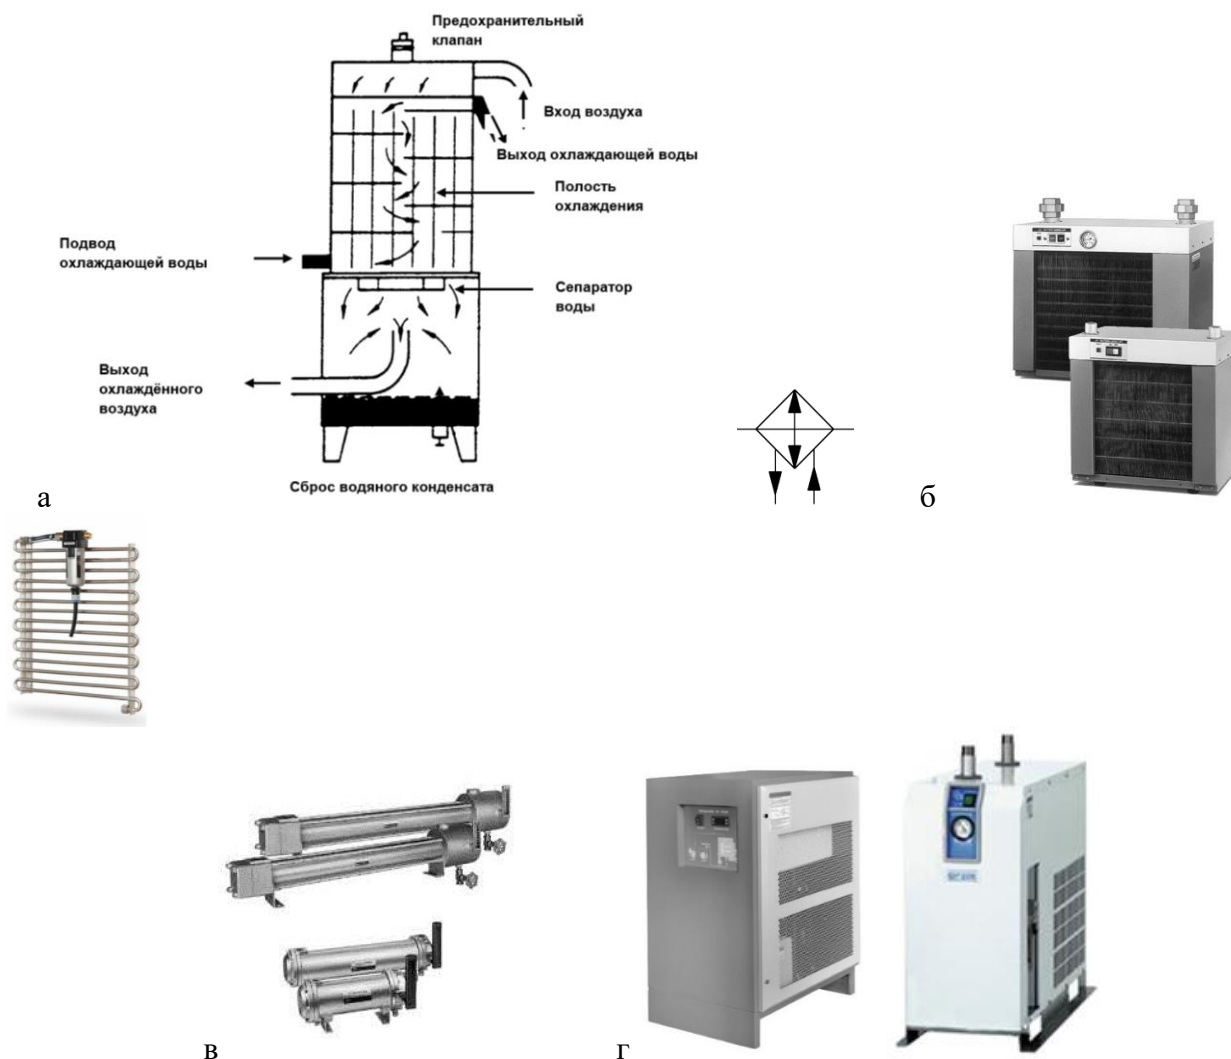 Предохранительный
клапан
Вход воздуха
Выход охлаждающей воды
Полость
охлаждения
Подвод
охлаждающей воды
Сепаратор
воды
Выход
охлаждённого
воздуха
Сброс водяного конденсата
а
б
в
г